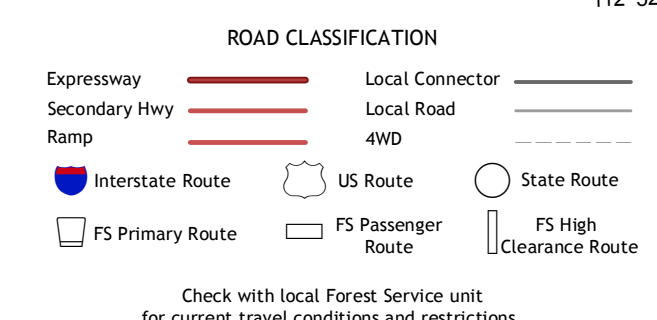 ROAD CLASSIFICATION
Expressway
Local Connector
Secondary Hwy
Local Road
Ramp
4WD
Interstate Route
US Route
State Route
FS Primary Route
FS Passenger
Route
FS High
Clearance Route
Check with local Forest Service unit
for current travel conditions and restrictions